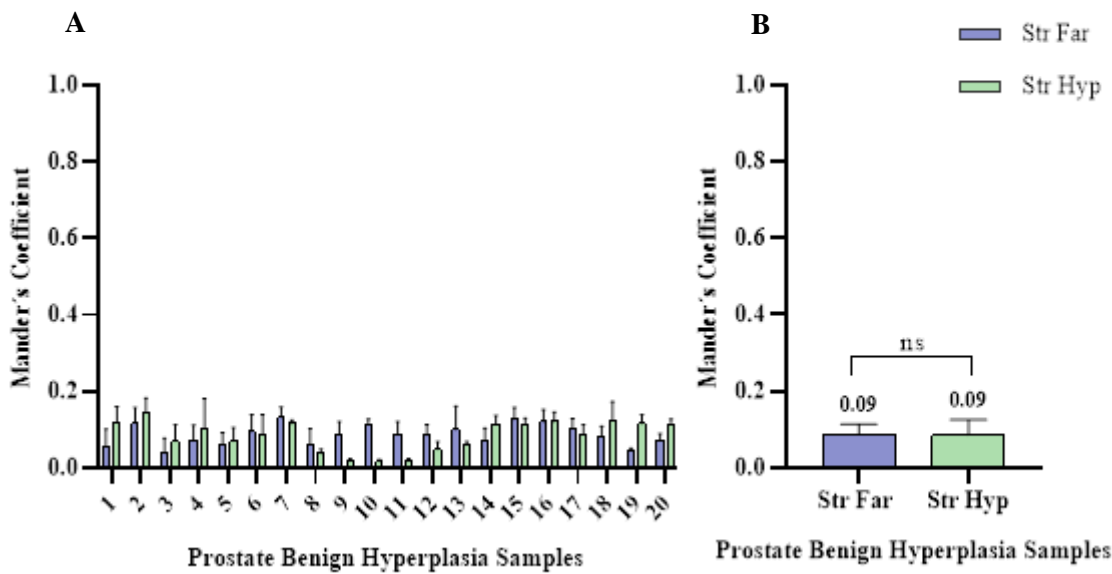 A
1.0
0.8
0.6
0.4
0.2
0.0
Mander´s Coefficient
1 2 3 4 5 6 7 8 9 10 11 12 13 14 15 16 17 18 19 20
Prostate Benign Hyperplasia Samples
B
Str Far
Str Hyp
1.0
0.8
0.6
0.4
0.2
0.0
Mander´s Coefficient
ns
0.09 0.09
Str Far Str Hyp
Prostate Benign Hyperplasia Samples